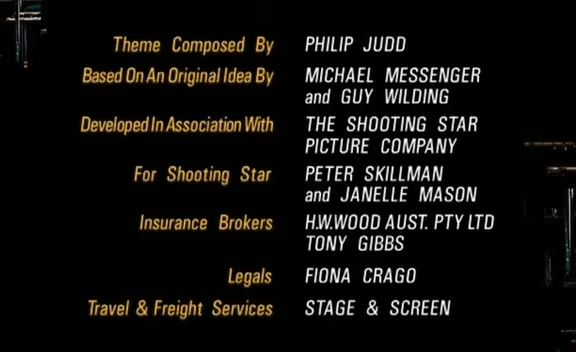 Theme Composed By PHILIP JUDD
Based On An Original Idea By MICHAEL MESSENGER
and GUY WILDING
Developed In Association With THE SHOOTING STAR
PICTURE COMPANY
For Shooting Star PETER SKILLMAN
and JANELLE MASON
Insurance Brokers H.W.WOOD AUST. PTY LTD
TONY GIBBS
Legals FIONA CRAGO
Travel & Freight Services STAGE & SCREEN